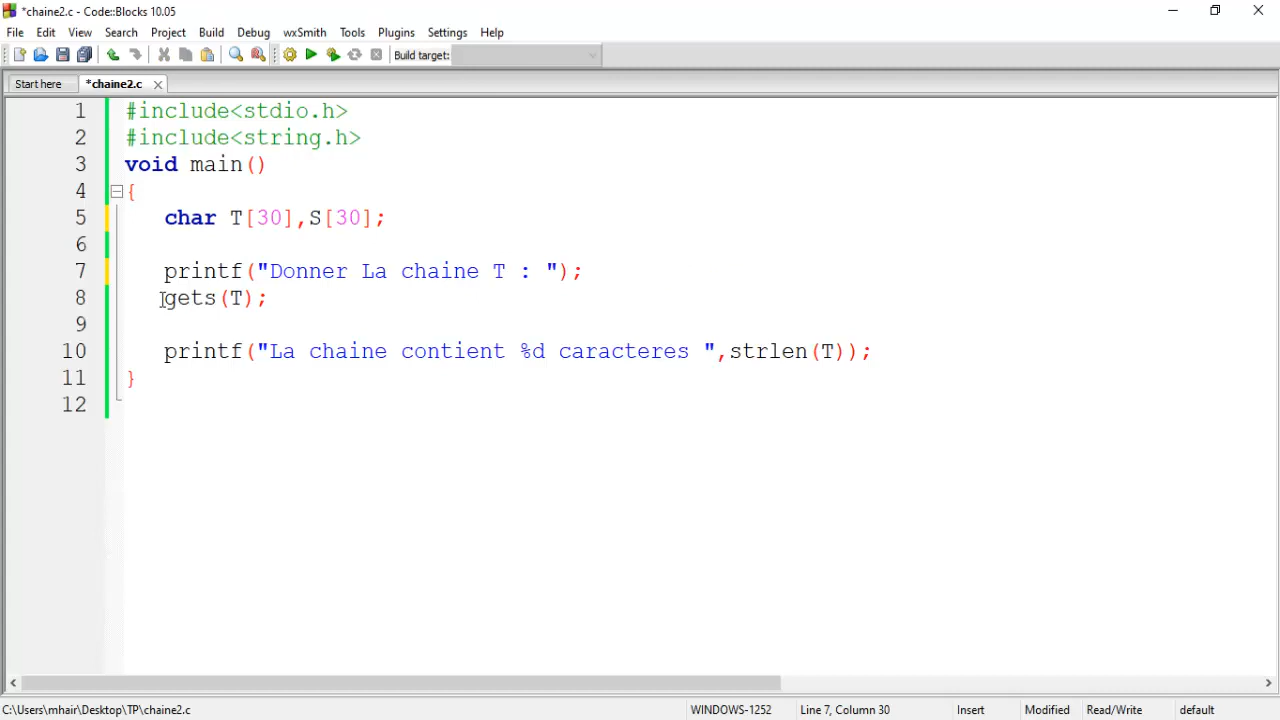 *chaine2.c - Code::Blocks 10.05
File Edit View Search Project Build Debug wxSmith Tools Plugins Settings Help
Build target:
Start here *chaine2.c
1 #include<stdio.h>
2 #include<string.h>
3 void main()
4 {
5 char T[30],S[30];
6
7 printf("Donner La chaine T : ");
8 gets(T);
9
10 printf("La chaine contient %d caracteres ",strlen(T));
11 }
12
C:\Users\mhair\Desktop\TP\chaine2.c WINDOWS-1252 Line 7, Column 30 Insert Modified Read/Write default